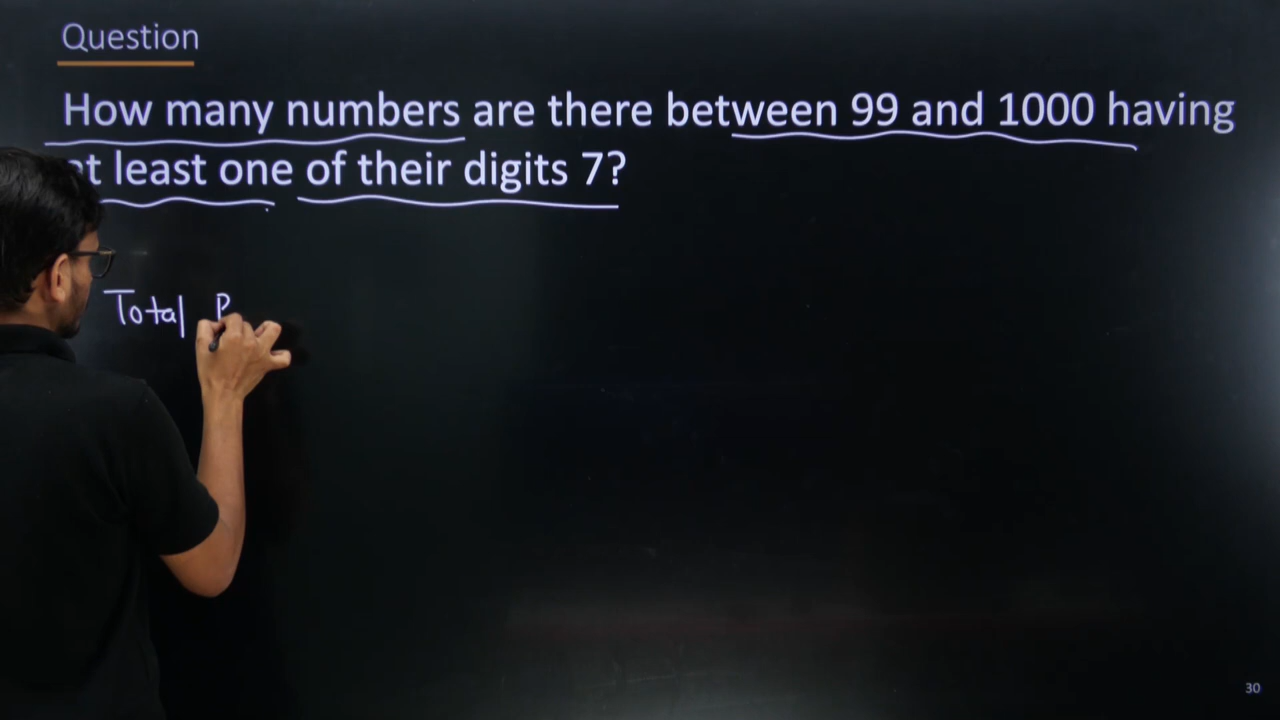 Question
How many numbers are there between 99 and 1000 having
at least one of their digits 7?
Total P
30